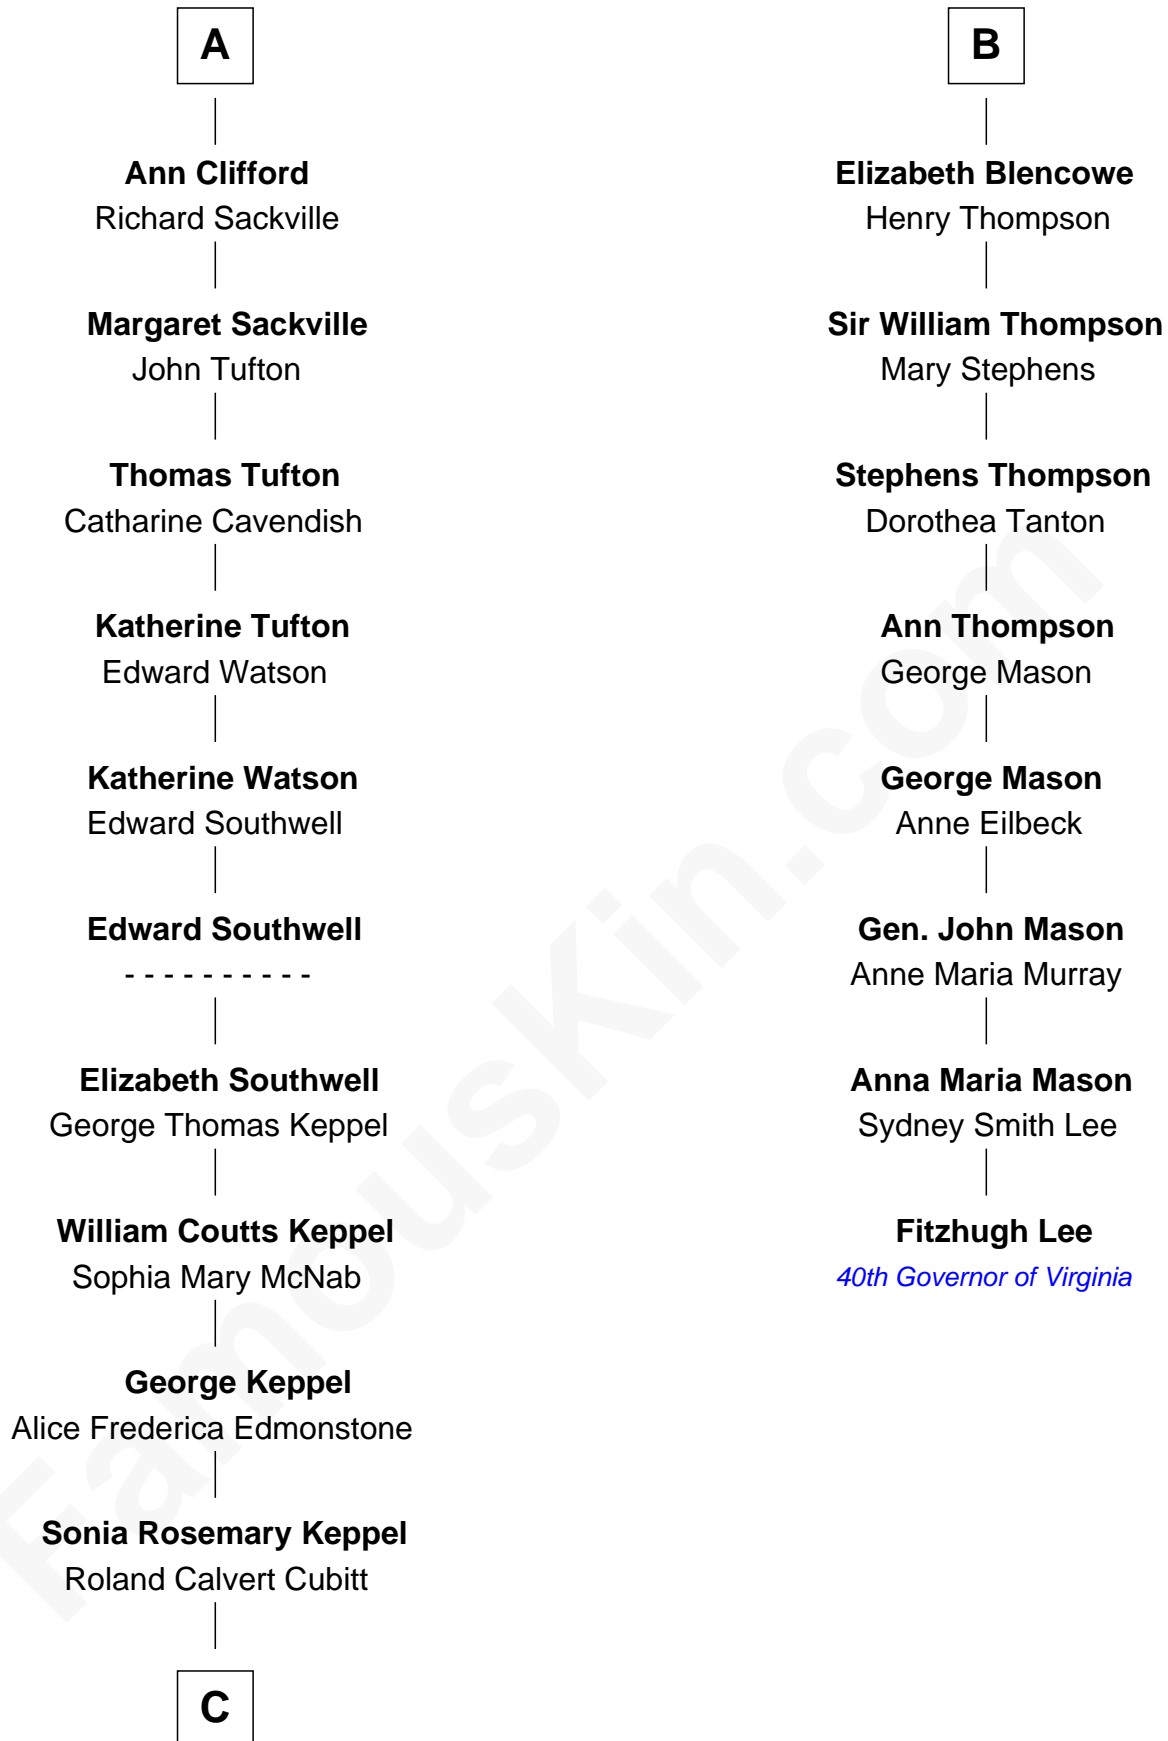 A
Ann Clifford
Richard Sackville
Margaret Sackville
John Tufton
Thomas Tufton
Catharine Cavendish
Katherine Tufton
Edward Watson
Katherine Watson
Edward Southwell
Edward Southwell
- - - - - - - - - -
Elizabeth Southwell
George Thomas Keppel
William Coutts Keppel
Sophia Mary McNab
George Keppel
Alice Frederica Edmonstone
Sonia Rosemary Keppel
Roland Calvert Cubitt
C
B
Elizabeth Blencowe
Henry Thompson
Sir William Thompson
Mary Stephens
Stephens Thompson
Dorothea Tanton
Ann Thompson
George Mason
George Mason
Anne Eilbeck
Gen. John Mason
Anne Maria Murray
Anna Maria Mason
Sydney Smith Lee
Fitzhugh Lee
40th Governor of Virginia
FamousKin.com